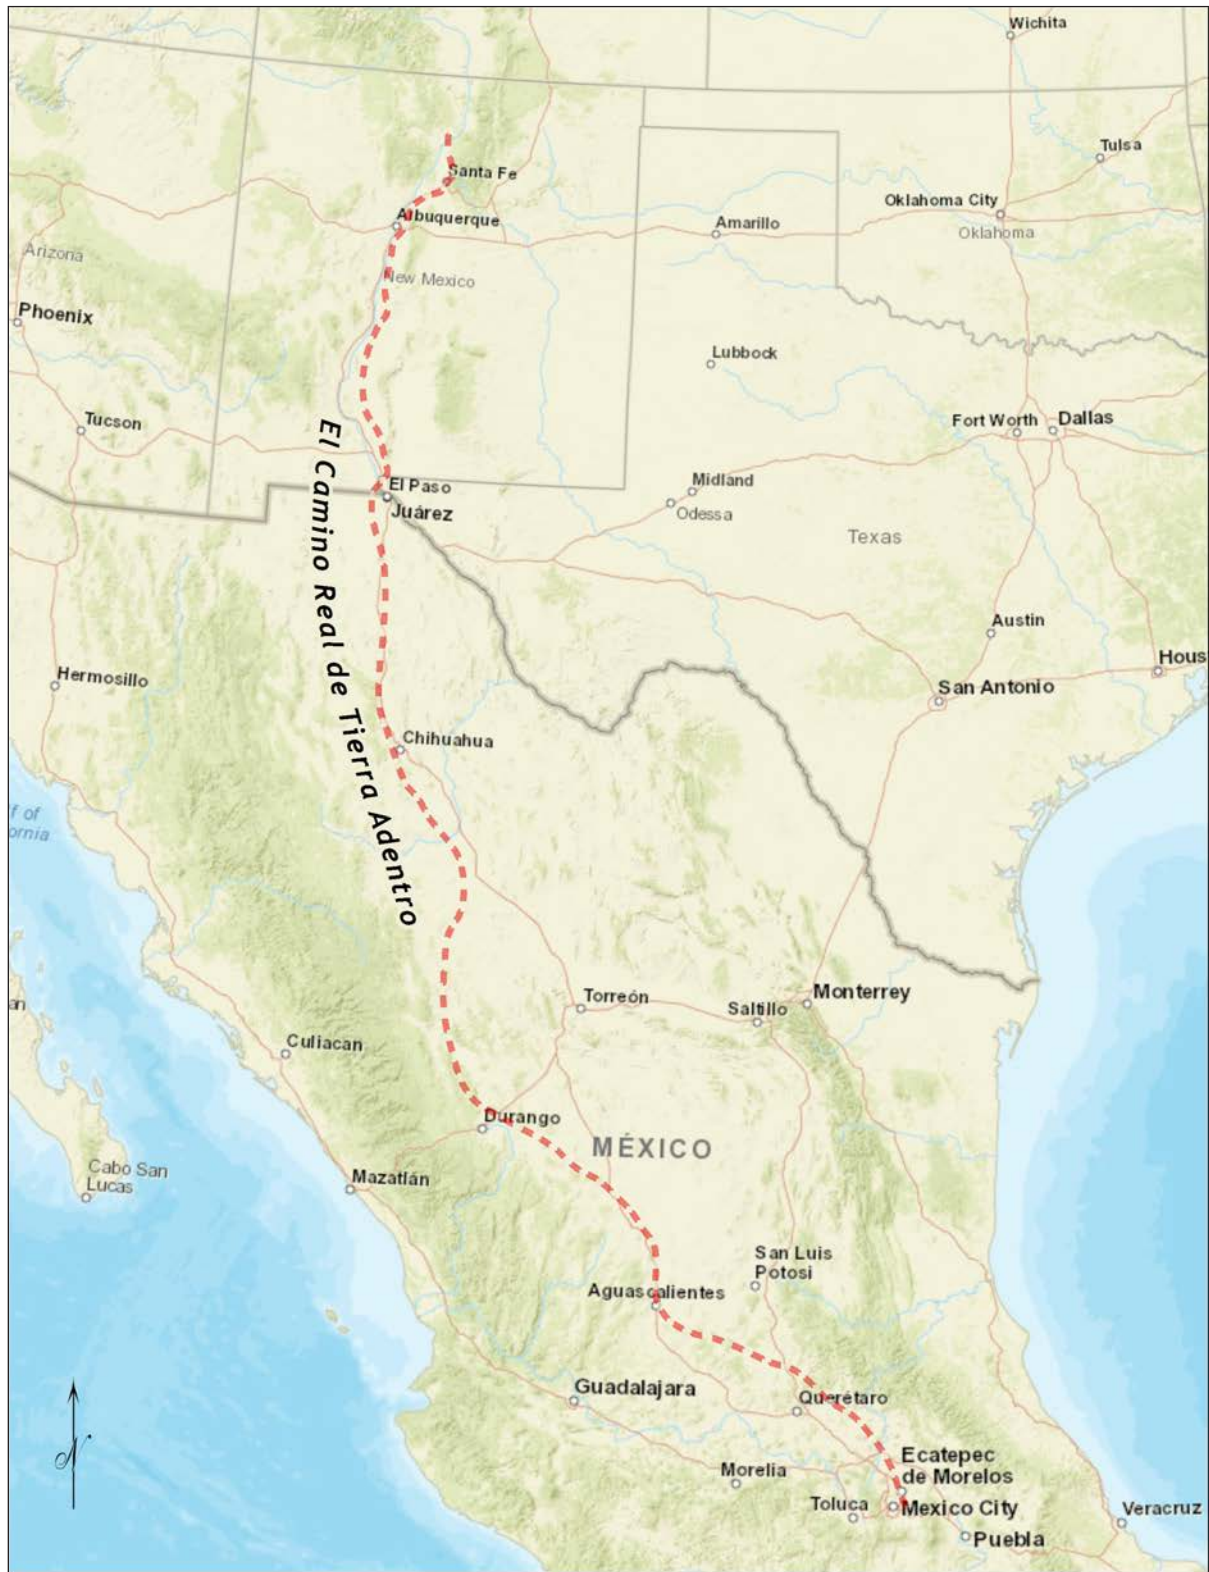 Wichita
Tulsa
Santa Fe
Oklahoma City
Oklahoma
Albuquerque
Amarillo
Arizona
New Mexico
Phoenix
Lubbock
Tucson
Fort Worth
Dallas
El Paso
Juárez
Midland
Odessa
Texas
El Camino Real de Tierra Adentro
Austin
Hous
Hermosillo
San Antonio
Chihuahua
f of
ornia
Torreón
Monterrey
Saltillo
an
Culiacan
Durango
MÉXICO
Cabo San
Lucas
Mazatlán
San Luis
Potosi
Aguascalientes
Guadalajara
Querétaro
N
Ecatepec
de Morelos
Morelia
Toluca
Mexico City
Veracruz
Puebla